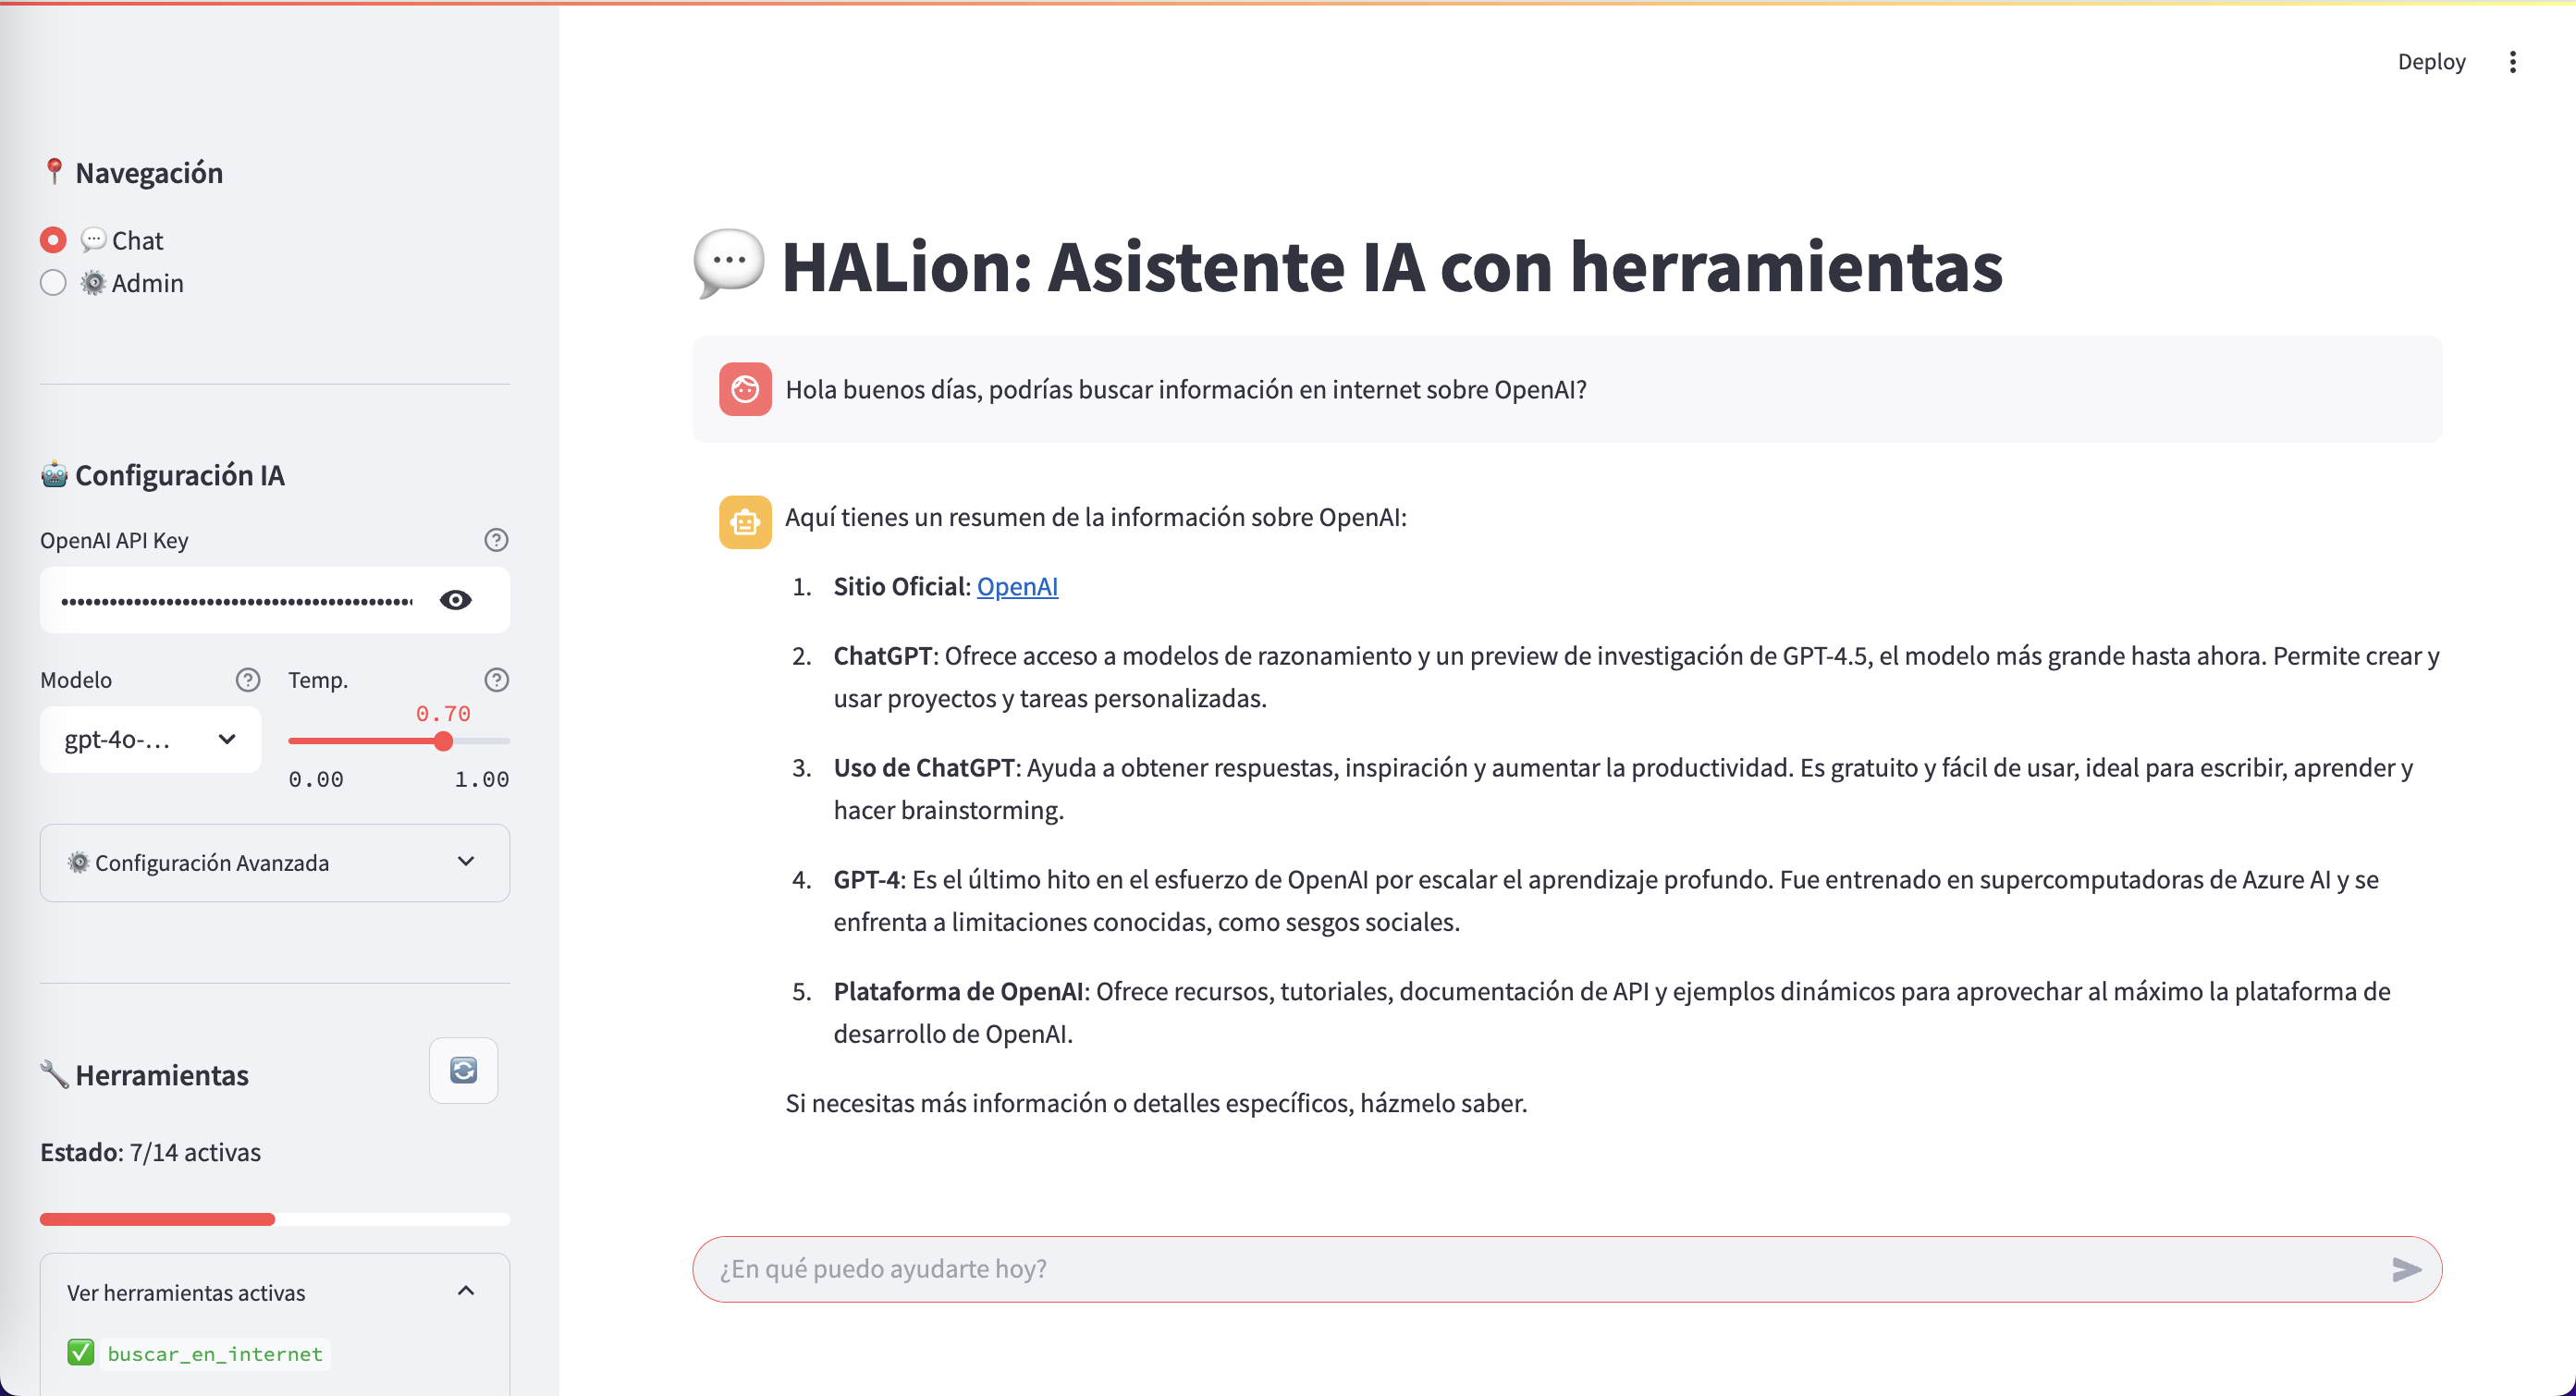 Deploy
📍 Navegación
💬 Chat
⚙️ Admin
🤖 Configuración IA
OpenAI API Key
Modelo
Temp.
0.70
gpt-4o-...
0.00
1.00
⚙️ Configuración Avanzada
🔧 Herramientas
Estado: 7/14 activas
Ver herramientas activas
✅ buscar_en_internet
💬 HALion: Asistente IA con herramientas
Hola buenos días, podrías buscar información en internet sobre OpenAI?
Aquí tienes un resumen de la información sobre OpenAI:
1. Sitio Oficial: OpenAI
2. ChatGPT: Ofrece acceso a modelos de razonamiento y un preview de investigación de GPT-4.5, el modelo más grande hasta ahora. Permite crear y
usar proyectos y tareas personalizadas.
3. Uso de ChatGPT: Ayuda a obtener respuestas, inspiración y aumentar la productividad. Es gratuito y fácil de usar, ideal para escribir, aprender y
hacer brainstorming.
4. GPT-4: Es el último hito en el esfuerzo de OpenAI por escalar el aprendizaje profundo. Fue entrenado en supercomputadoras de Azure AI y se
enfrenta a limitaciones conocidas, como sesgos sociales.
5. Plataforma de OpenAI: Ofrece recursos, tutoriales, documentación de API y ejemplos dinámicos para aprovechar al máximo la plataforma de
desarrollo de OpenAI.
Si necesitas más información o detalles específicos, házmelo saber.
¿En qué puedo ayudarte hoy?